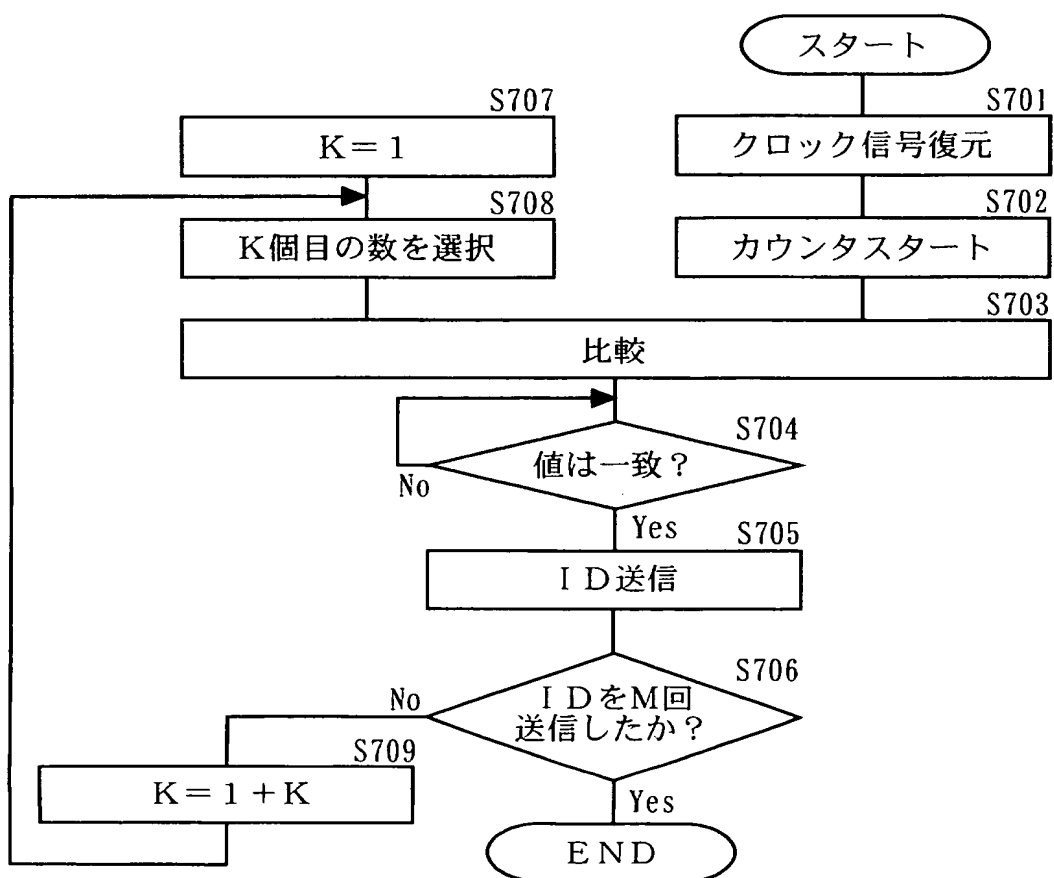 スタート
S707
K＝1
S701
クロック信号復元
S708
K個目の数を選択
S702
カウンタスタート
S703
比較
S704
値は一致？
No
Yes
S705
ID送信
S706
IDをM回
送信したか？
No
S709
K＝1＋K
Yes
END